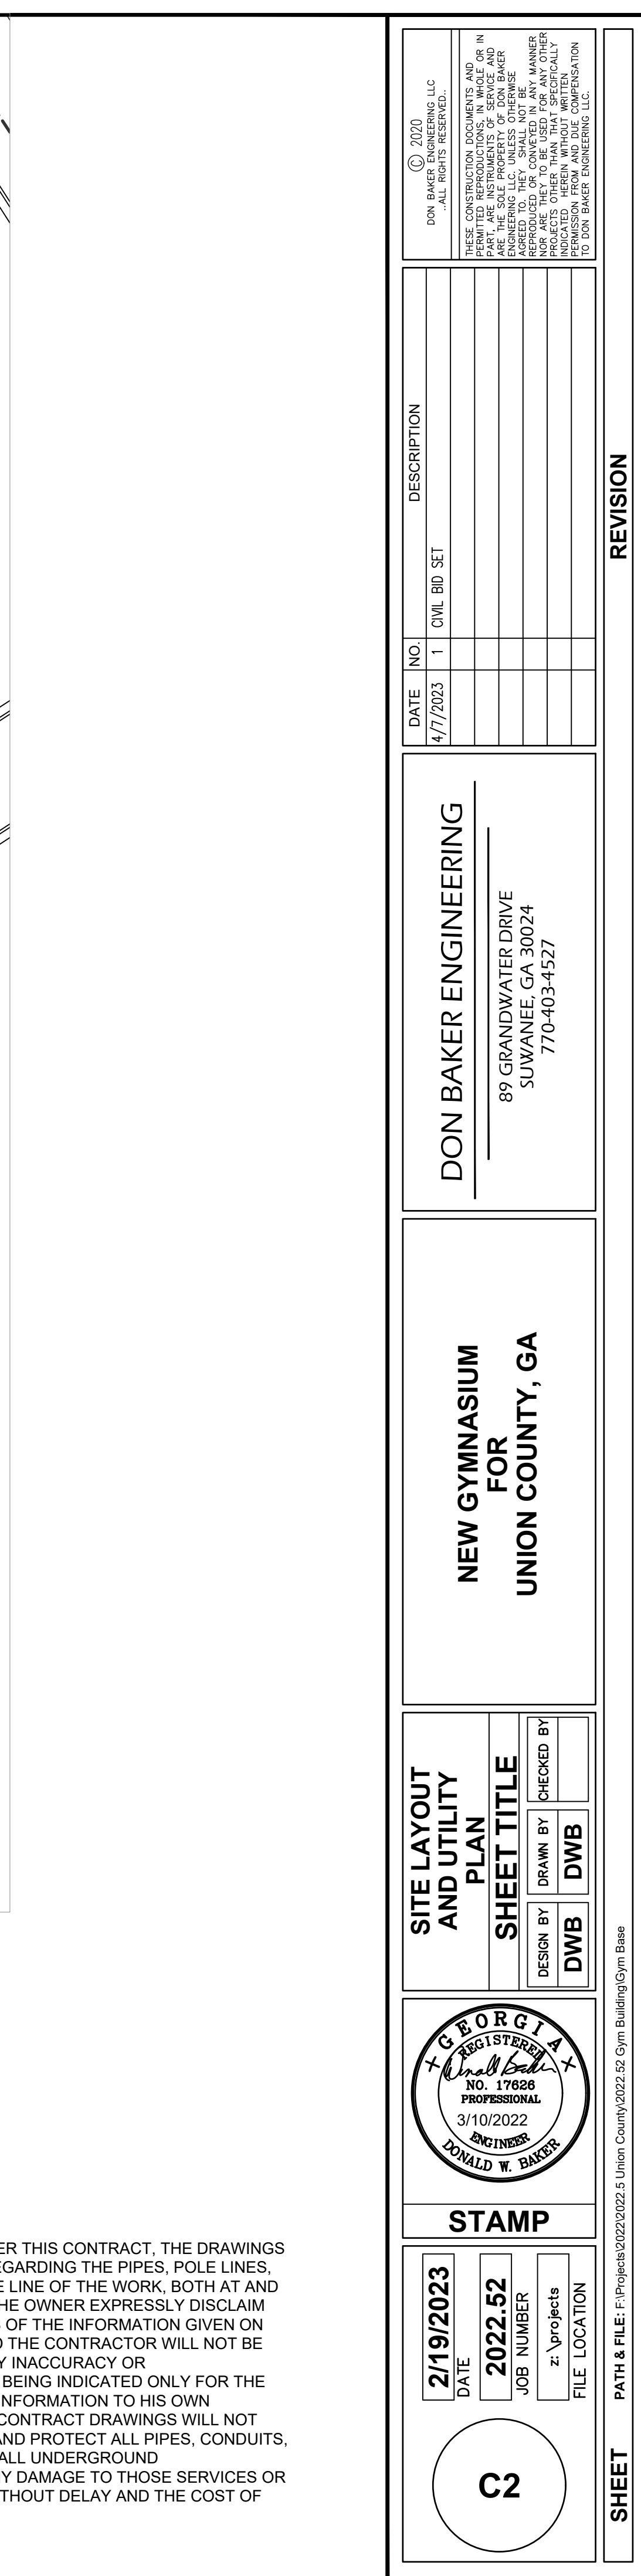 © 2020
DON BAKER ENGINEERING LLC
..ALL RIGHTS RESERVED..
THESE CONSTRUCTION DOCUMENTS AND
PERMITTED REPRODUCTIONS, IN WHOLE OR IN
PART, ARE INSTRUMENTS OF SERVICE AND
ARE THE SOLE PROPERTY OF DON BAKER
ENGINEERING LLC. UNLESS OTHERWISE
AGREED TO, THEY SHALL NOT BE
REPRODUCED OR CONVEYED IN ANY MANNER
NOR ARE THEY TO BE USED FOR ANY OTHER
PROJECTS OTHER THAN THAT SPECIFICALLY
INDICATED HEREIN WITHOUT WRITTEN
PERMISSION FROM AND DUE COMPENSATION
TO DON BAKER ENGINEERING LLC.
DATE NO. DESCRIPTION
4/7/2023 1 CIVIL BID SET
REVISION
DON BAKER ENGINEERING
89 GRANDWATER DRIVE
SUWANEE, GA 30024
770-403-4527
NEW GYMNASIUM
FOR
UNION COUNTY, GA
SITE LAYOUT
AND UTILITY
PLAN
SHEET TITLE
DESIGN BY DRAWN BY CHECKED BY
DWB DWB
GEORGIA
REGISTERED
NO. 17626
PROFESSIONAL
3/10/2022
ENGINEER
DONALD W. BAKER
STAMP
2/19/2023
DATE
2022.52
JOB NUMBER
z: \projects
FILE LOCATION
C2
SHEET
PATH & FILE: F:\Projects\2022\2022.5 Union County\2022.52 Gym Building\Gym Base
ER THIS CONTRACT, THE DRAWINGS
EGARDING THE PIPES, POLE LINES,
E LINE OF THE WORK, BOTH AT AND
HE OWNER EXPRESSLY DISCLAIM
OF THE INFORMATION GIVEN ON
THE CONTRACTOR WILL NOT BE
Y INACCURACY OR
BEING INDICATED ONLY FOR THE
NFORMATION TO HIS OWN
CONTRACT DRAWINGS WILL NOT
AND PROTECT ALL PIPES, CONDUITS,
ALL UNDERGROUND
Y DAMAGE TO THOSE SERVICES OR
THOUT DELAY AND THE COST OF